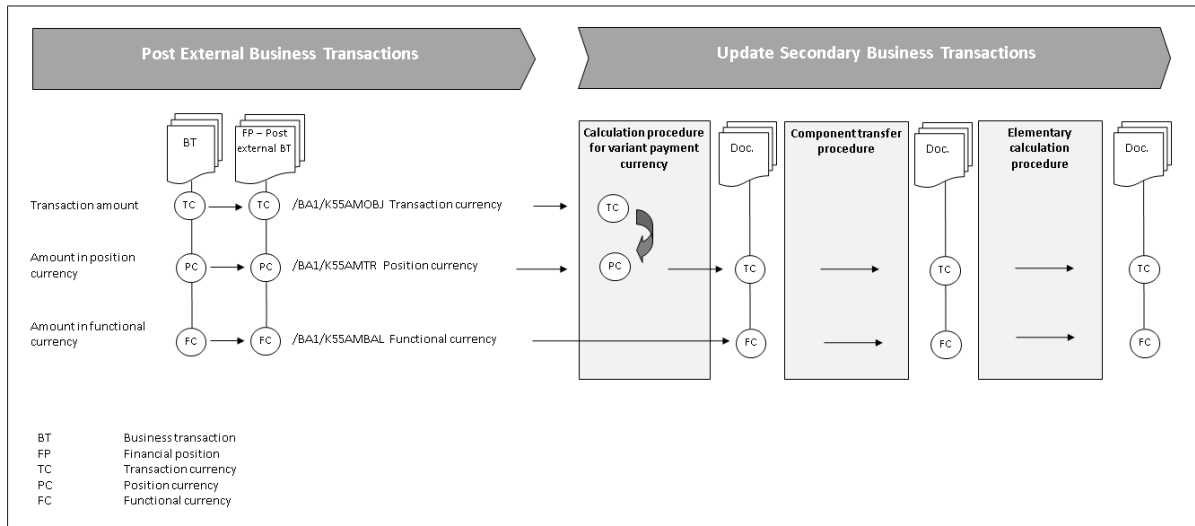 Post External Business Transactions
Update Secondary Business Transactions
BT
FP – Post
external BT
Calculation procedure
for variant payment
currency
Doc.
Component transfer
procedure
Doc.
Elementary
calculation
procedure
Doc.
Transaction amount
TC
TC
/BA1/K55AMOBJ Transaction currency
TC
Amount in position
currency
PC
PC
/BA1/K55AMTR Position currency
PC
TC
TC
TC
Amount in functional
currency
FC
FC
/BA1/K55AMBAL Functional currency
FC
FC
FC
BT Business transaction
FP Financial position
TC Transaction currency
PC Position currency
FC Functional currency